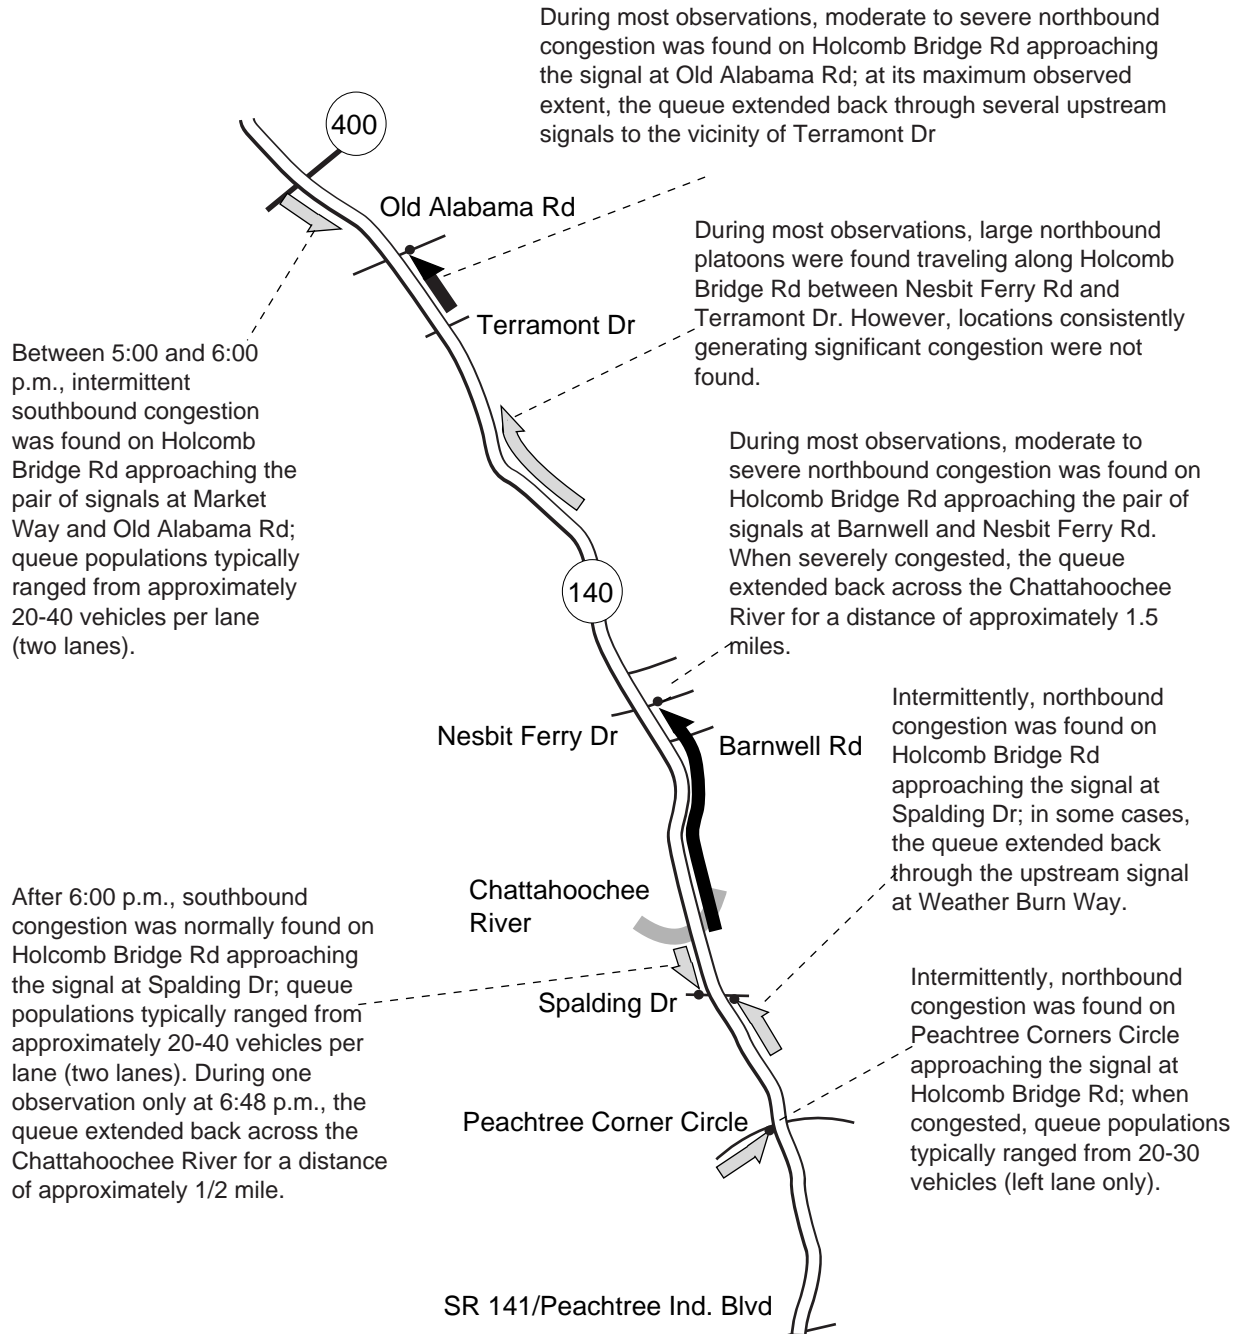 During most observations, moderate to severe northbound
congestion was found on Holcomb Bridge Rd approaching
the signal at Old Alabama Rd; at its maximum observed
extent, the queue extended back through several upstream
signals to the vicinity of Terramont Dr
400
Old Alabama Rd
During most observations, large northbound
platoons were found traveling along Holcomb
Bridge Rd between Nesbit Ferry Rd and
Terramont Dr. However, locations consistently
generating significant congestion were not
found.
Terramont Dr
Between 5:00 and 6:00
p.m., intermittent
southbound congestion
was found on Holcomb
Bridge Rd approaching the
pair of signals at Market
Way and Old Alabama Rd;
queue populations typically
ranged from approximately
20-40 vehicles per lane
(two lanes).
During most observations, moderate to
severe northbound congestion was found on
Holcomb Bridge Rd approaching the pair of
signals at Barnwell and Nesbit Ferry Rd.
When severely congested, the queue
extended back across the Chattahoochee
River for a distance of approximately 1.5
miles.
140
Nesbit Ferry Dr
Barnwell Rd
Intermittently, northbound
congestion was found on
Holcomb Bridge Rd
approaching the signal at
Spalding Dr; in some cases,
the queue extended back
through the upstream signal
at Weather Burn Way.
Chattahoochee
River
After 6:00 p.m., southbound
congestion was normally found on
Holcomb Bridge Rd approaching
the signal at Spalding Dr; queue
populations typically ranged from
approximately 20-40 vehicles per
lane (two lanes). During one
observation only at 6:48 p.m., the
queue extended back across the
Chattahoochee River for a distance
of approximately 1/2 mile.
Spalding Dr
Intermittently, northbound
congestion was found on
Peachtree Corners Circle
approaching the signal at
Holcomb Bridge Rd; when
congested, queue populations
typically ranged from 20-30
vehicles (left lane only).
Peachtree Corner Circle
SR 141/Peachtree Ind. Blvd